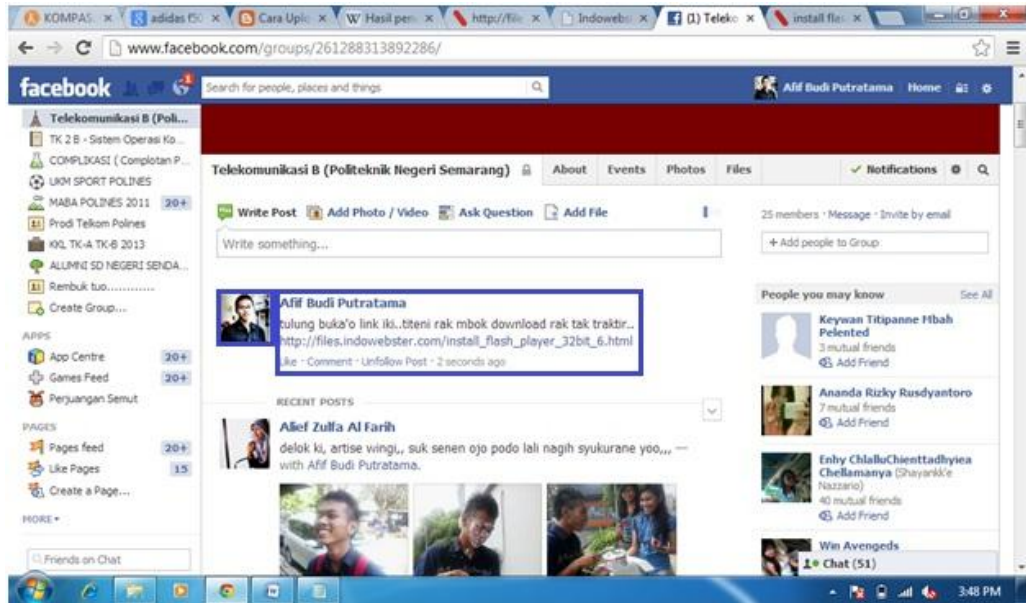 KOMPAS.
adidas f50
Cara Uplo
Hasil pen
http://file
Indowebst
(1) Teleko
install flas
www.facebook.com/groups/261288313892286/
facebook
1
Search for people, places and things
Afif Budi Putratama
Home
Telekomunikasi B (Poli...
TK 2 B - Sistem Operasi Ko...
COMPLIKASI ( Complotan P...
UKM SPORT POLINES
MABA POLINES 2011 20+
Prodi Telkom Polines
KKL TK-A TK-B 2013
ALUMNI SD NEGERI SENDA...
Rembuk tuo............
Create Group...
APPS
App Centre 20+
Games Feed 20+
Perjuangan Semut
PAGES
Pages feed 20+
Like Pages 15
Create a Page...
MORE
Friends on Chat
Telekomunikasi B (Politeknik Negeri Semarang)
About
Events
Photos
Files
Notifications
Write Post
Add Photo / Video
Ask Question
Add File
Write something...
Afif Budi Putratama
tulung buka'o link iki..titeni rak mbok download rak tak traktir..
http://files.indowebster.com/install_flash_player_32bit_6.html
Like · Comment · Unfollow Post · 2 seconds ago
RECENT POSTS
Alief Zulfa Al Farih
delok ki, artise wingi,, suk senen ojo podo lali nagih syukurane yoo,,, —
with Afif Budi Putratama.
25 members · Message · Invite by email
+ Add people to Group
People you may know
See All
Keywan Titipanne Mbah
Pelented
3 mutual friends
Add Friend
Ananda Rizky Rusdyantoro
7 mutual friends
Add Friend
Enhy ChlalluChienttadhyiea
Chellamanya (Shayankk'e
Nazzario)
40 mutual friends
Add Friend
Win Avengeds
Chat (51)
3:48 PM